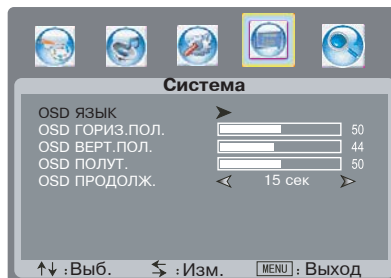 Система
OSD ЯЗЫК
OSD ГОРИЗ.ПОЛ. 50
OSD ВЕРТ.ПОЛ. 44
OSD ПОЛУТ. 50
OSD ПРОДОЛЖ. 15 сек
:Выб. :Изм. MENU : Выход